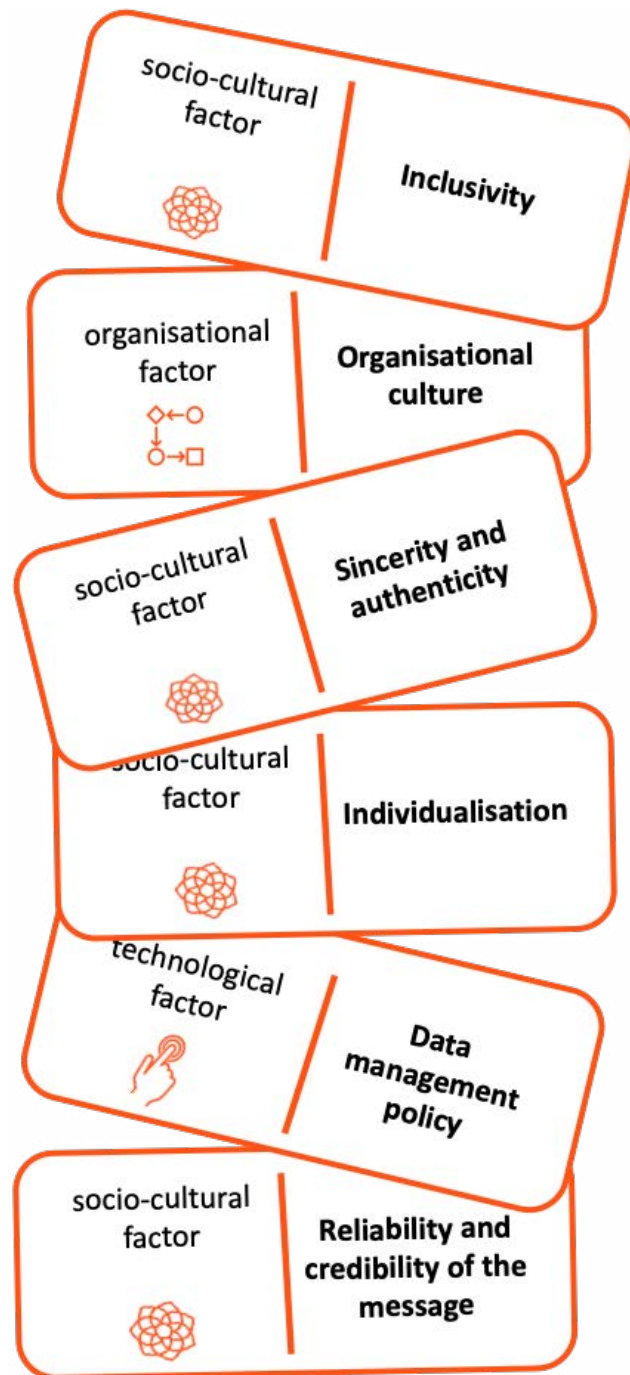 socio-cultural
factor
Inclusivity
organisational
factor
Organisational
culture
socio-cultural
factor
Sincerity and
authenticity
socio-cultural
factor
Individualisation
technological
factor
Data
management
policy
socio-cultural
factor
Reliability and
credibility of the
message